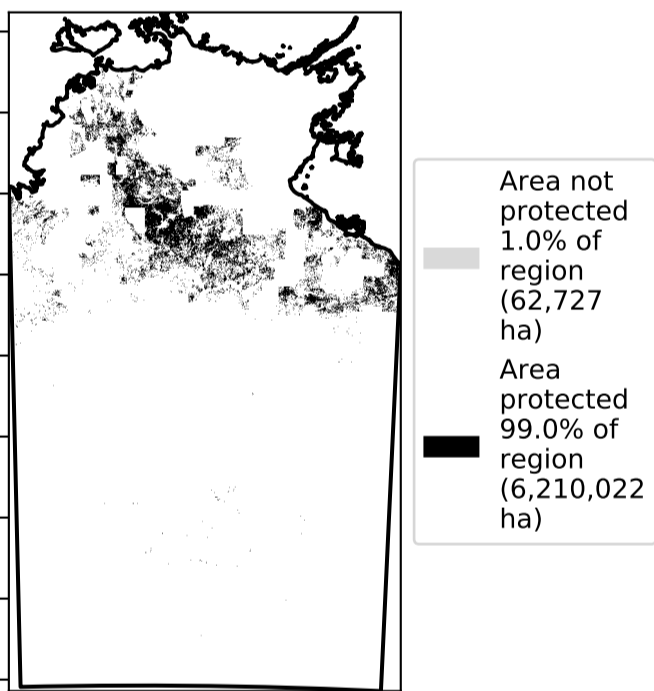 Area not
protected
1.0% of
region
(62,727
ha)
Area
protected
99.0% of
region
(6,210,022
ha)